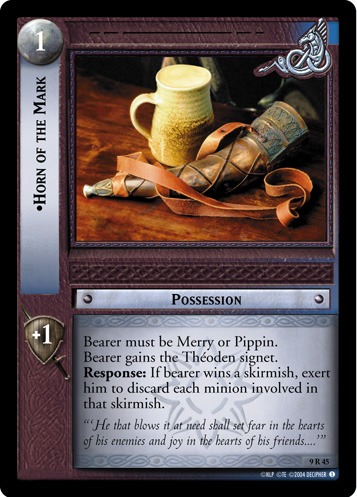 1
•Horn of the Mark
Possession
+1
Bearer must be Merry or Pippin.
Bearer gains the Théoden signet.
Response: If bearer wins a skirmish, exert
him to discard each minion involved in
that skirmish.
“‘He that blows it at need shall set fear in the hearts
of his enemies and joy in the hearts of his friends....’”
9 R 45
©NLP ©TE ©2004 DECIPHER